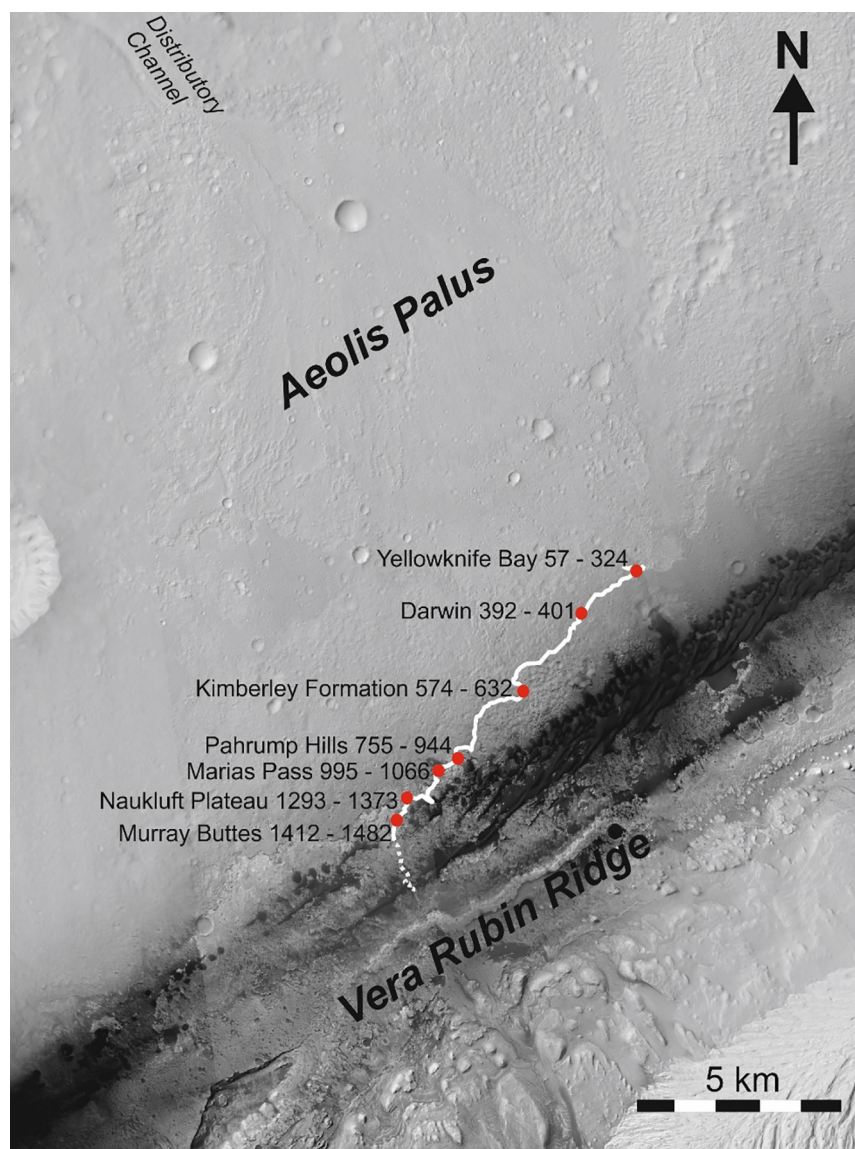 Distributory
Channel
N
Aeolis Palus
Yellowknife Bay 57 - 324
Darwin 392 - 401
Kimberley Formation 574 - 632
Pahrump Hills 755 - 944
Marias Pass 995 - 1066
Naukluft Plateau 1293 - 1373
Murray Buttes 1412 - 1482
Vera Rubin Ridge
5 km